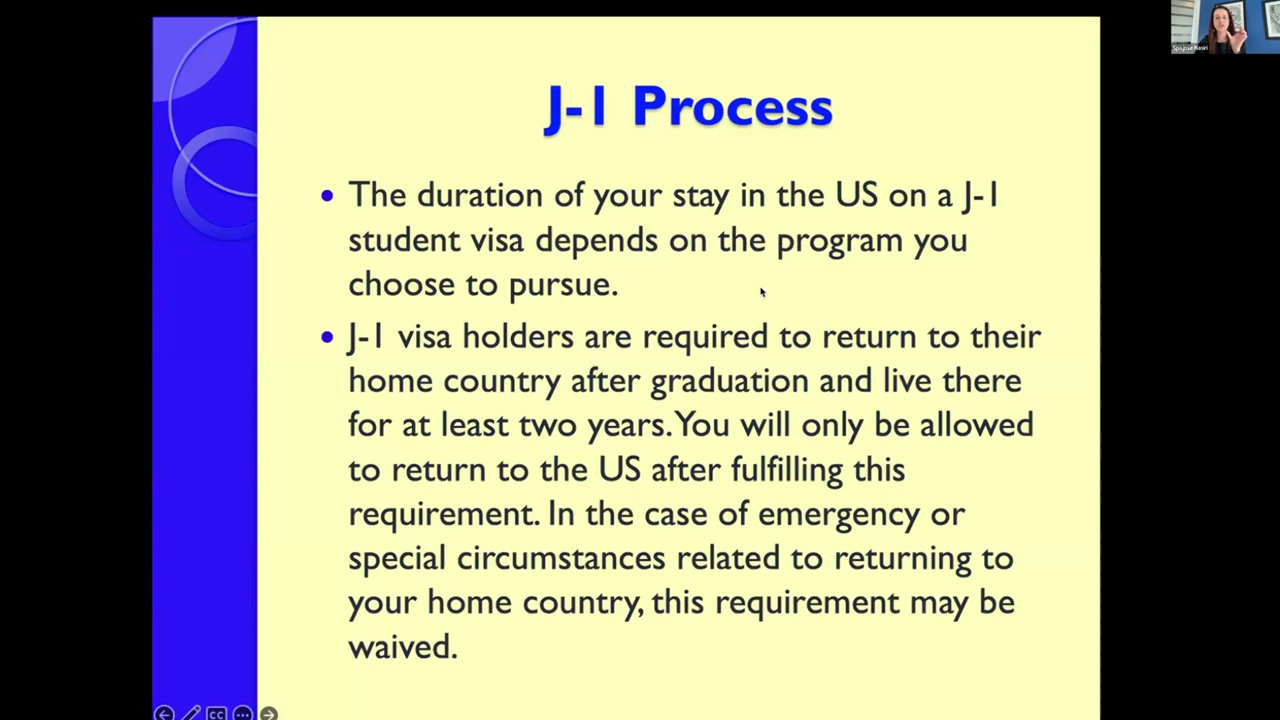 J-1 Process
• The duration of your stay in the US on a J-1
student visa depends on the program you
choose to pursue.
• J-1 visa holders are required to return to their
home country after graduation and live there
for at least two years. You will only be allowed
to return to the US after fulfilling this
requirement. In the case of emergency or
special circumstances related to returning to
your home country, this requirement may be
waived.
CC